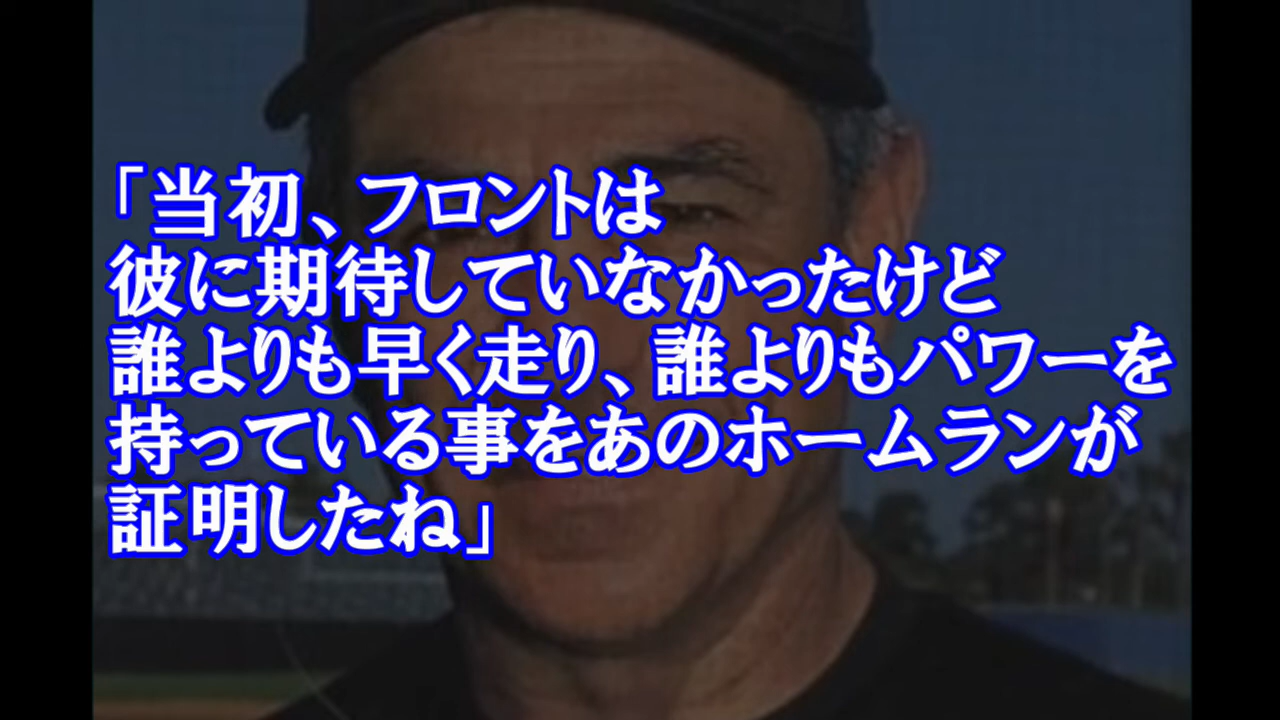 「当初、フロントは
彼に期待していなかったけど
誰よりも早く走り、誰よりもパワーを
持っている事をあのホームランが
証明したね」